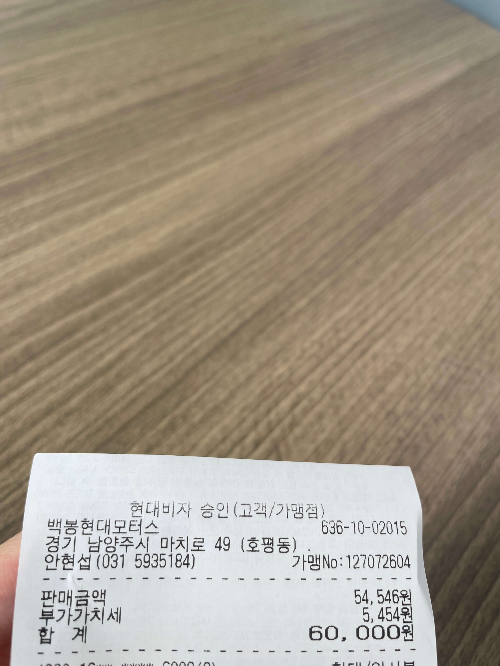 현대비자 승인(고객/가맹점)
백봉현대모터스 636-10-02015
경기 남양주시 마치로 49 (호평동) .
안현섭(031 5935184) 가맹No:127072604
판매금액 54,546원
부가가치세 5,454원
합 계 60,000원